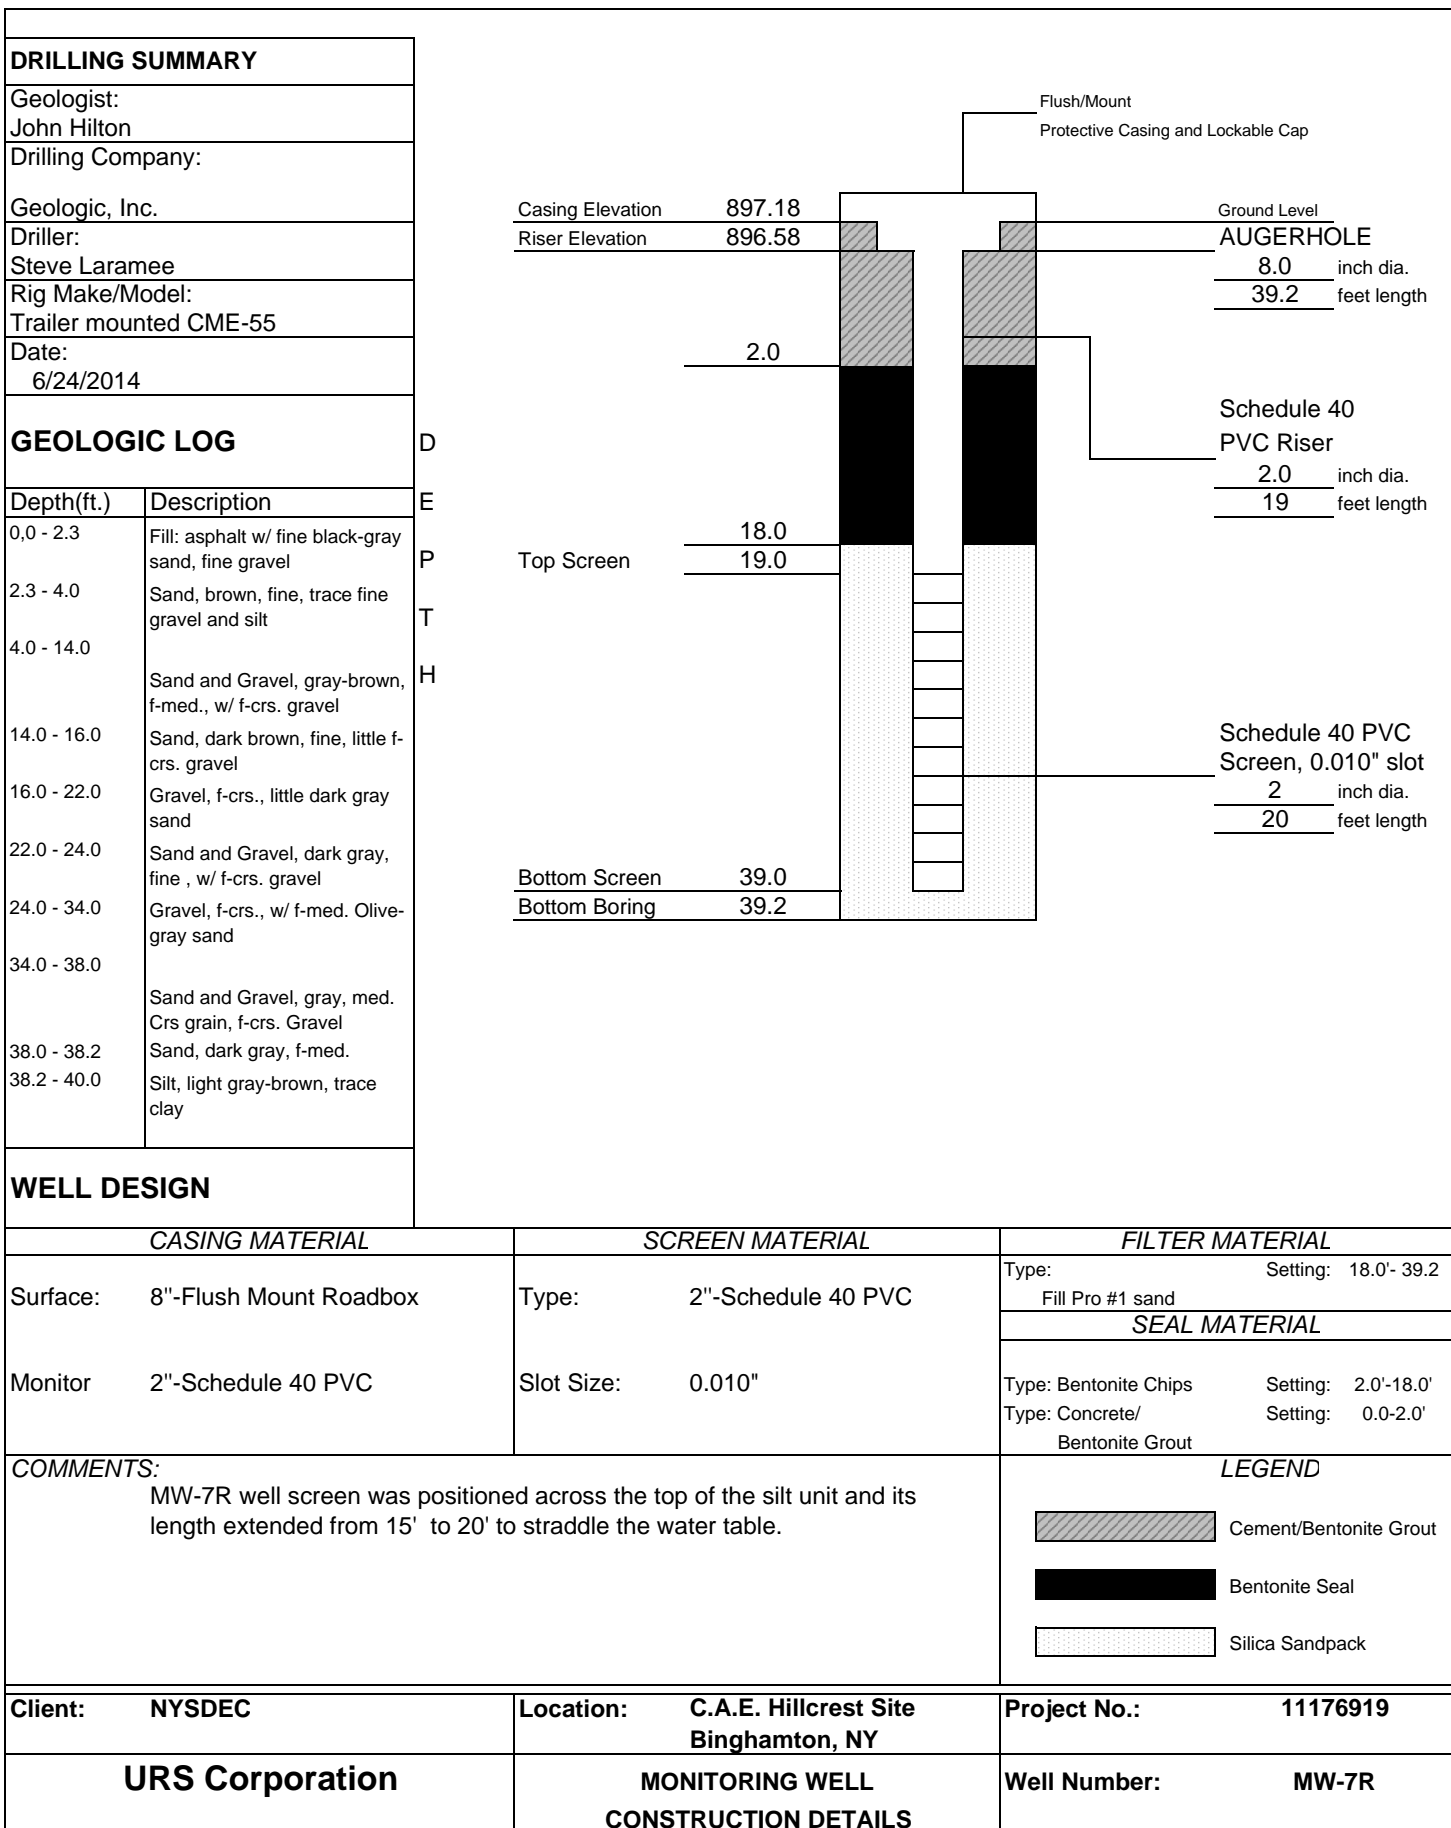 DRILLING SUMMARY
Geologist:
John Hilton
Drilling Company:
Geologic, Inc.
Driller:
Steve Laramee
Rig Make/Model:
Trailer mounted CME-55
Date:
6/24/2014
Flush/Mount
Protective Casing and Lockable Cap
Casing Elevation 897.18
Riser Elevation 896.58
Ground Level
AUGERHOLE
8.0 inch dia.
39.2 feet length
2.0
Schedule 40
PVC Riser
2.0 inch dia.
19 feet length
18.0
Top Screen 19.0
Schedule 40 PVC
Screen, 0.010" slot
2 inch dia.
20 feet length
Bottom Screen 39.0
Bottom Boring 39.2
D
E
P
T
H
GEOLOGIC LOG
Depth(ft.) Description
0,0 - 2.3 Fill: asphalt w/ fine black-gray
sand, fine gravel
2.3 - 4.0 Sand, brown, fine, trace fine
gravel and silt
4.0 - 14.0
Sand and Gravel, gray-brown,
f-med., w/ f-crs. gravel
14.0 - 16.0 Sand, dark brown, fine, little f-
crs. gravel
16.0 - 22.0 Gravel, f-crs., little dark gray
sand
22.0 - 24.0 Sand and Gravel, dark gray,
fine , w/ f-crs. gravel
24.0 - 34.0 Gravel, f-crs., w/ f-med. Olive-
gray sand
34.0 - 38.0
Sand and Gravel, gray, med.
Crs grain, f-crs. Gravel
38.0 - 38.2 Sand, dark gray, f-med.
38.2 - 40.0 Silt, light gray-brown, trace
clay
WELL DESIGN
CASING MATERIAL
Surface: 8"-Flush Mount Roadbox
Monitor 2"-Schedule 40 PVC
SCREEN MATERIAL
Type: 2"-Schedule 40 PVC
Slot Size: 0.010"
FILTER MATERIAL
Type: Setting: 18.0'- 39.2
Fill Pro #1 sand
SEAL MATERIAL
Type: Bentonite Chips Setting: 2.0'-18.0'
Type: Concrete/ Setting: 0.0-2.0'
Bentonite Grout
COMMENTS:
MW-7R well screen was positioned across the top of the silt unit and its
length extended from 15' to 20' to straddle the water table.
LEGEND
Cement/Bentonite Grout
Bentonite Seal
Silica Sandpack
Client: NYSDEC
Location: C.A.E. Hillcrest Site
Binghamton, NY
Project No.: 11176919
URS Corporation
MONITORING WELL
CONSTRUCTION DETAILS
Well Number: MW-7R